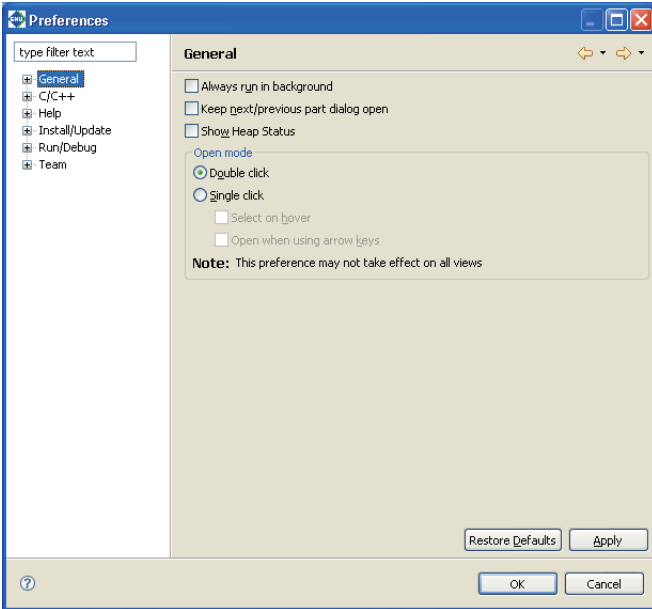 EMU Preferences
type filter text
General
General
C/C++
Help
Install/Update
Run/Debug
Team
Always run in background
Keep next/previous part dialog open
Show Heap Status
Open mode
Double click
Single click
Select on hover
Open when using arrow keys
Note: This preference may not take effect on all views
Restore Defaults
Apply
?
OK
Cancel